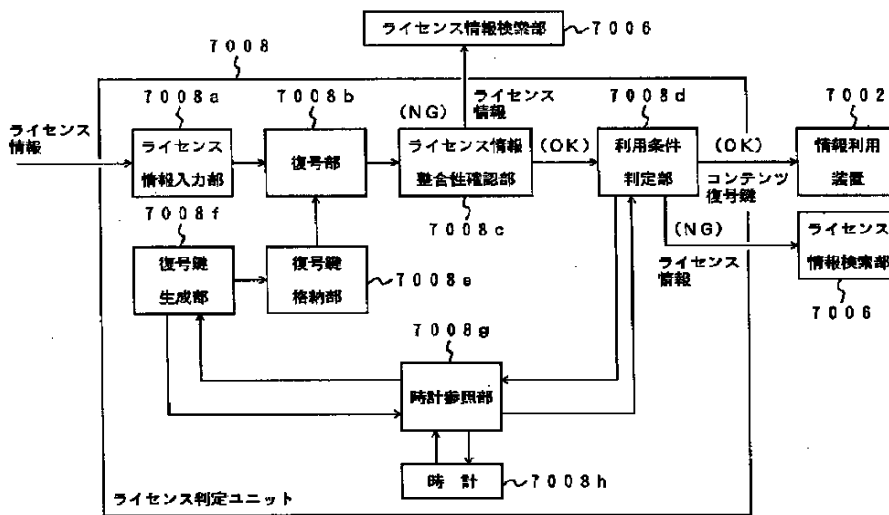 ライセンス情報検索部
7006
7008
7008a
7008b
(NG)
ライセンス
情報
7008d
7002
ライセンス
情報
ライセンス
情報入力部
復号部
ライセンス情報
整合性確認部
(OK)
利用条件
判定部
(OK)
コンテンツ
復号鍵
情報利用
装置
7008f
7008c
(NG)
ライセンス
情報
ライセンス
情報検索部
7006
復号鍵
生成部
復号鍵
格納部
7008e
7008g
時計参照部
時計
7008h
ライセンス判定ユニット